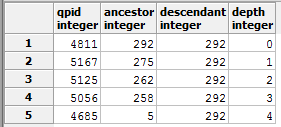 qpid ancestor descendant depth
integer integer integer integer
1 4811 292 292 0
2 5167 275 292 1
3 5125 262 292 2
4 5056 258 292 3
5 4685 5 292 4